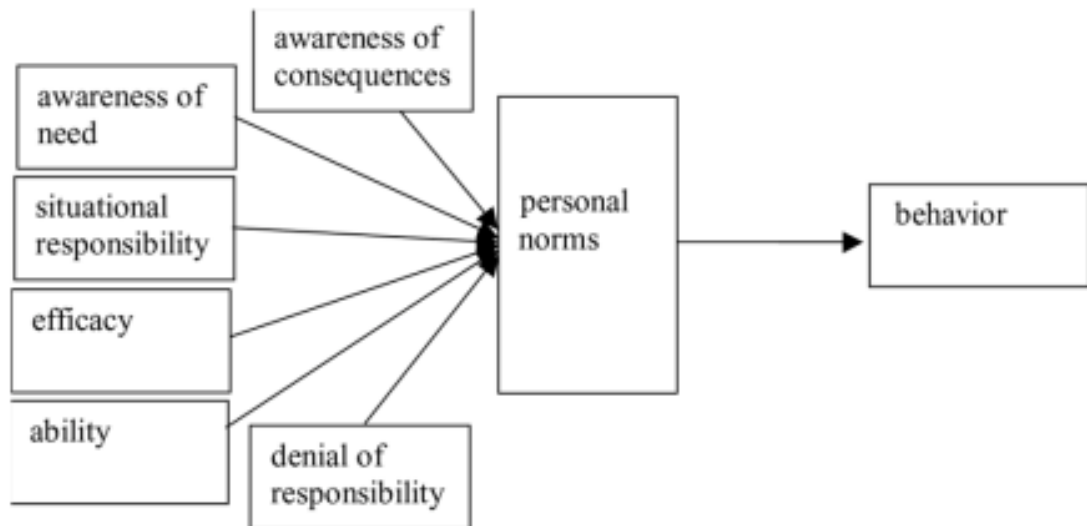 awareness of
consequences
awareness of
need
situational
responsibility
efficacy
ability
denial of
responsibility
personal
norms
behavior